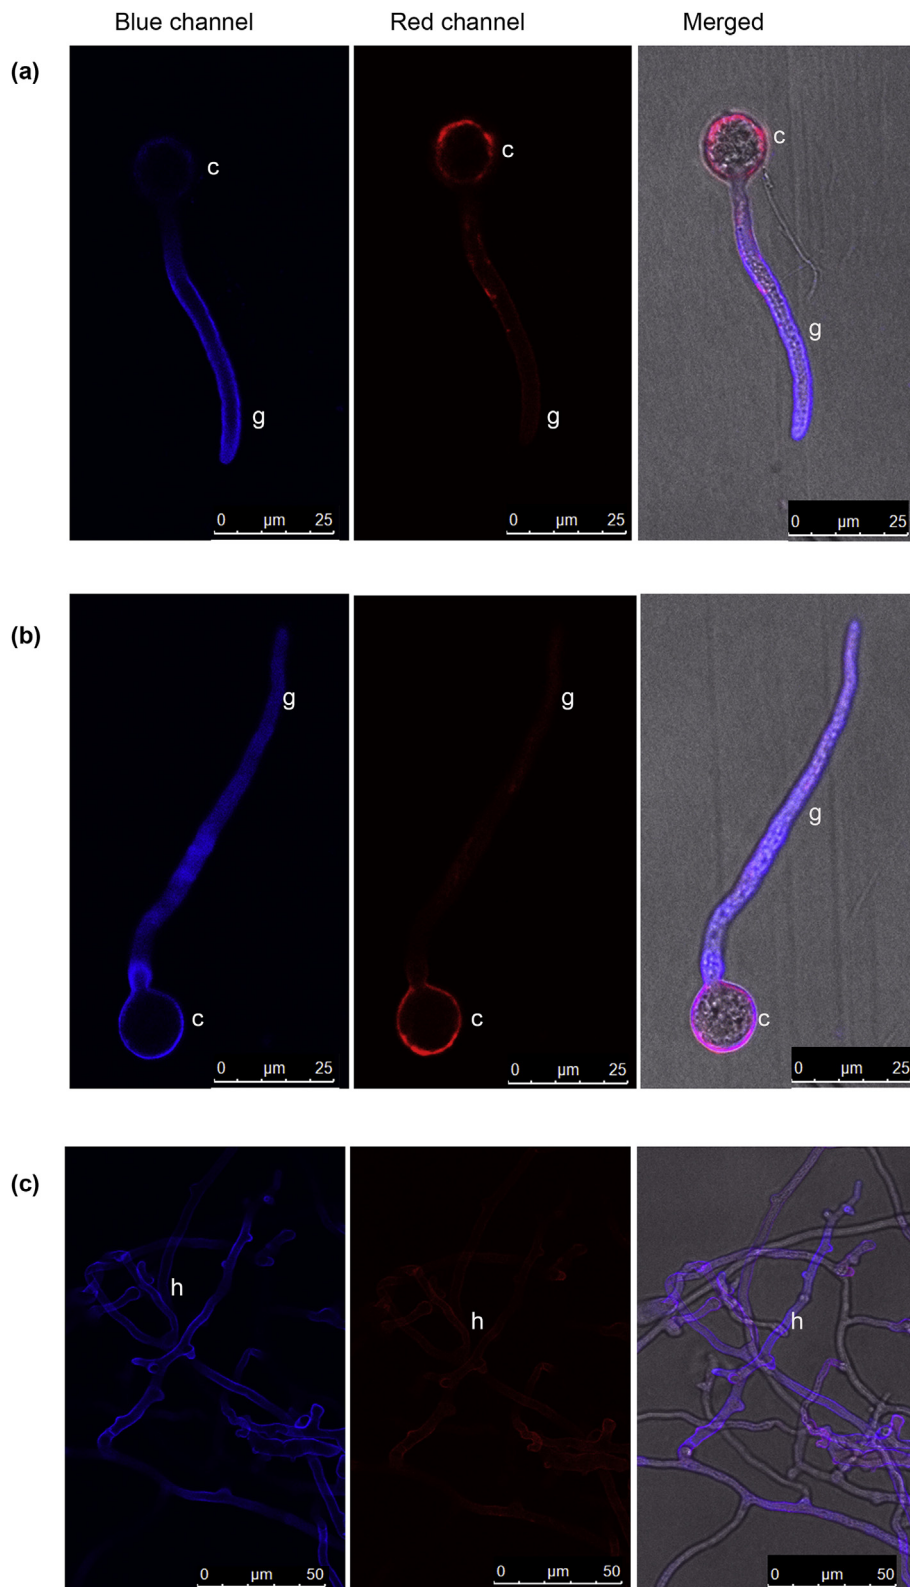 Blue channel Red channel Merged
(a)
c c c
g g
0 µm 25 0 µm 25 0 µm 25
(b)
g g g
c c c
0 µm 25 0 µm 25 0 µm 25
(c)
h h h
0 µm 50 0 µm 50 0 µm 50